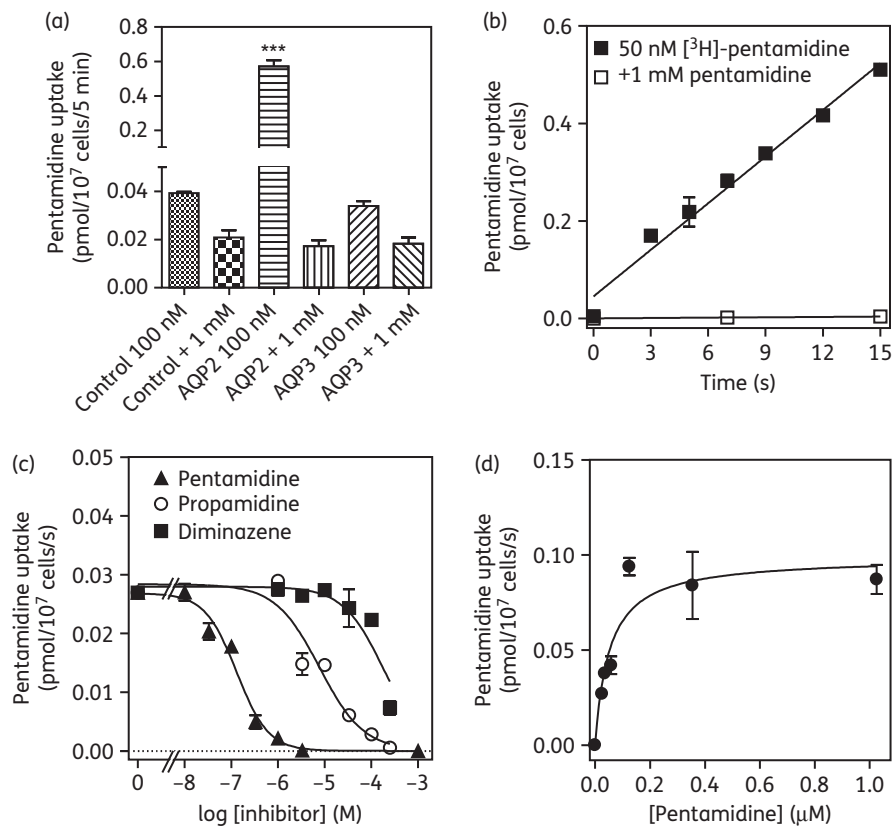 (a)
Pentamidine uptake
(pmol/10⁷ cells/5 min)
0.8
0.6
0.4
0.2
0.04
0.02
0.00
***
Control 100 nM
Control + 1 mM
AQP2 100 nM
AQP2 + 1 mM
AQP3 100 nM
AQP3 + 1 mM
(b)
Pentamidine uptake
(pmol/10⁷ cells)
0.6
0.4
0.2
0.0
50 nM [³H]-pentamidine
+1 mM pentamidine
0 3 6 9 12 15
Time (s)
(c)
Pentamidine uptake
(pmol/10⁷ cells/s)
0.05
0.04
0.03
0.02
0.01
0.00
Pentamidine
Propamidine
Diminazene
0 −8 −7 −6 −5 −4 −3
log [inhibitor] (M)
(d)
Pentamidine uptake
(pmol/10⁷ cells/s)
0.15
0.10
0.05
0.00
0.0 0.2 0.4 0.6 0.8 1.0
[Pentamidine] (μM)